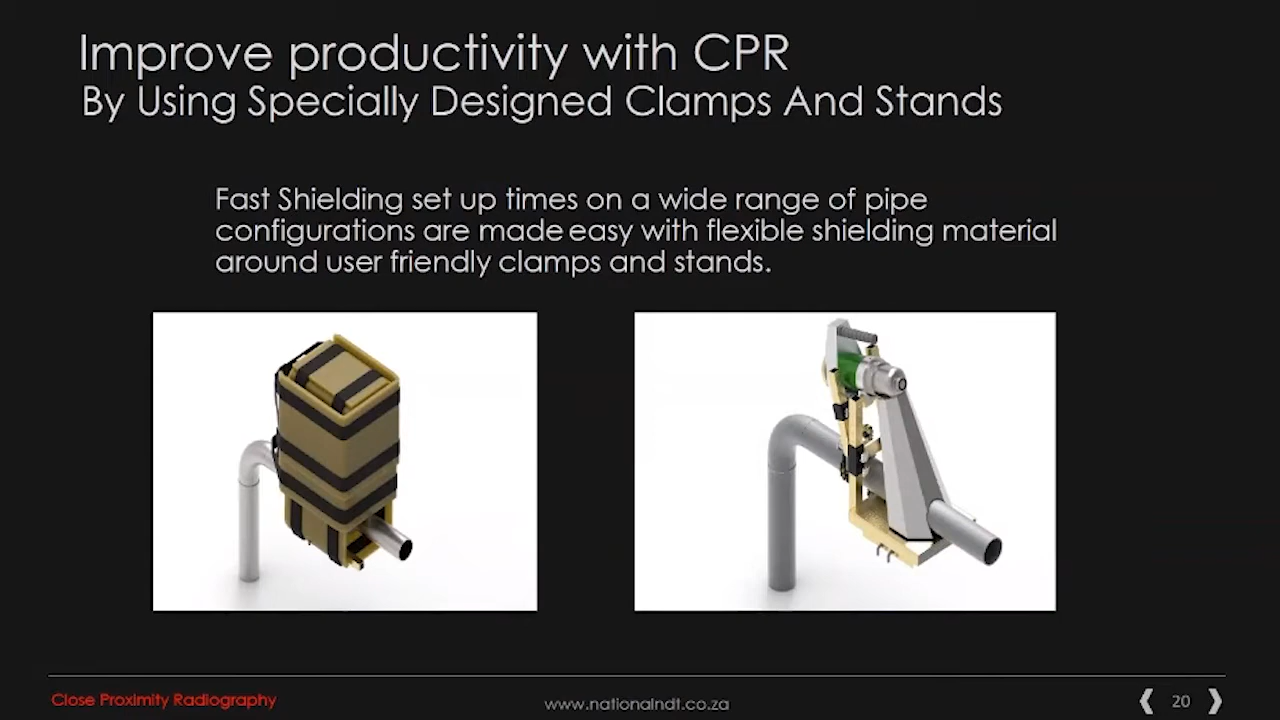 Improve productivity with CPR
By Using Specially Designed Clamps And Stands
Fast Shielding set up times on a wide range of pipe
configurations are made easy with flexible shielding material
around user friendly clamps and stands.
Close Proximity Radiography
www.nationalndt.co.za
20